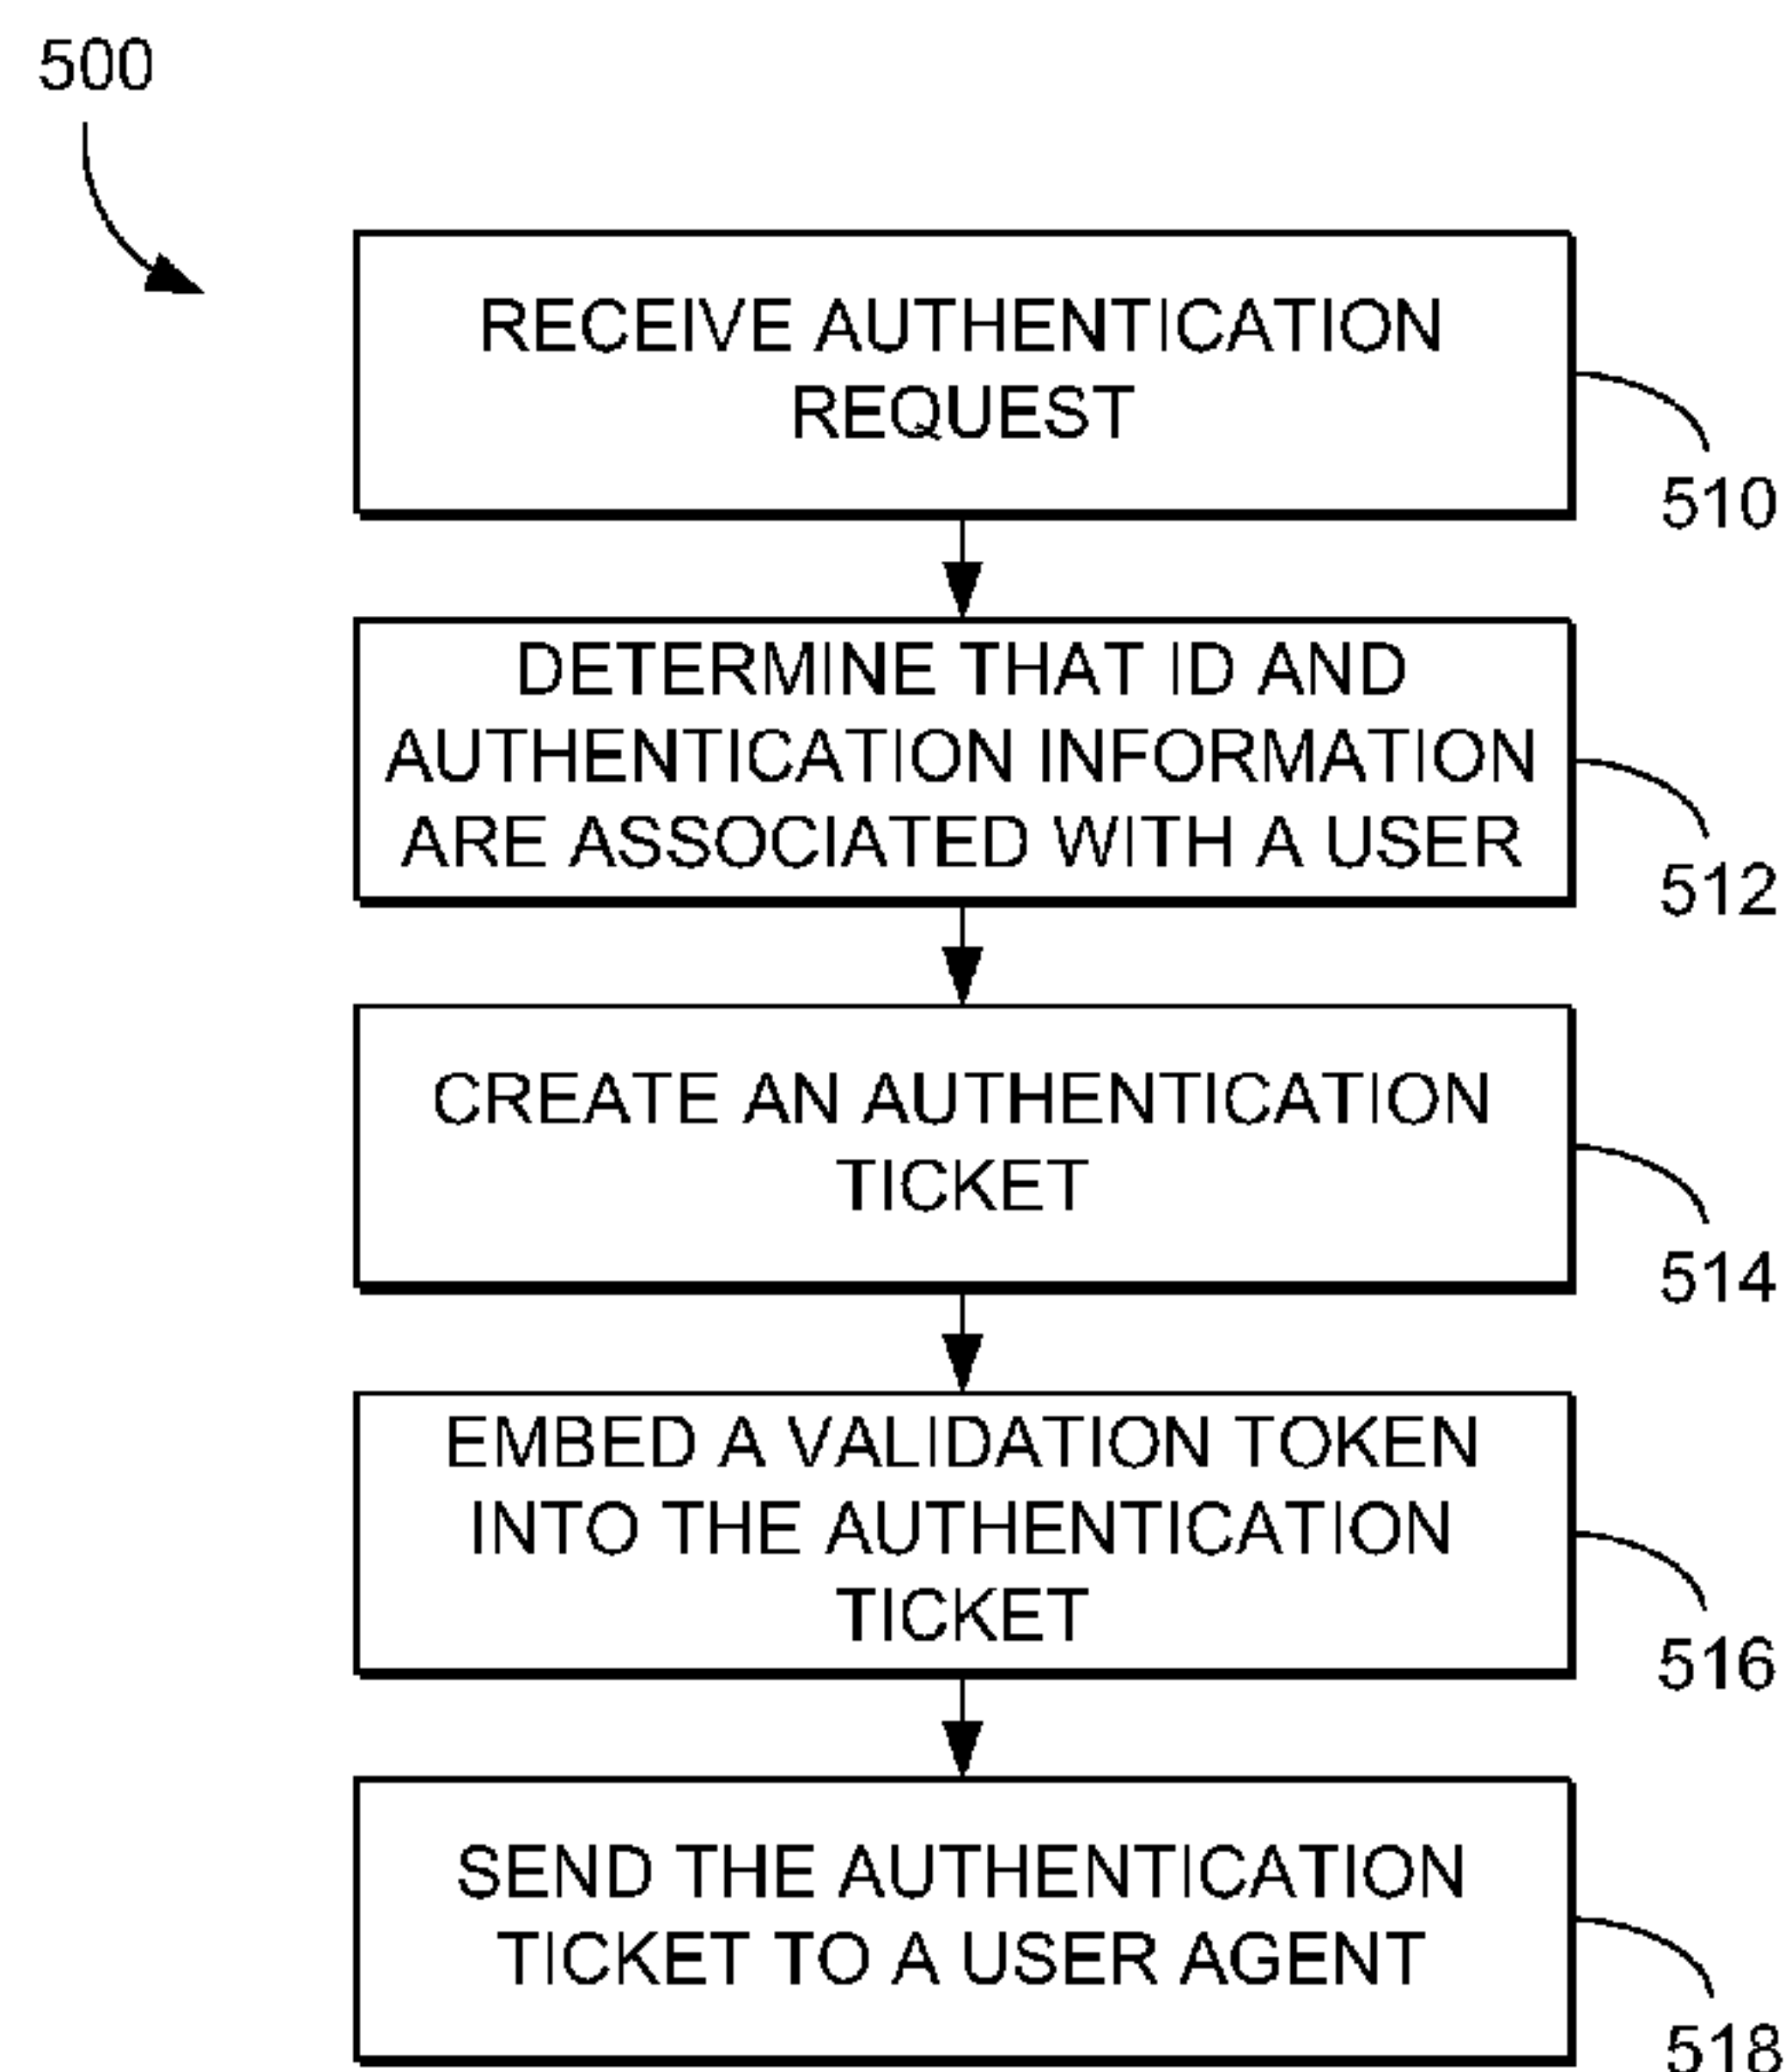 500
RECEIVE AUTHENTICATION
REQUEST
510
DETERMINE THAT ID AND
AUTHENTICATION INFORMATION
ARE ASSOCIATED WITH A USER
512
CREATE AN AUTHENTICATION
TICKET
514
EMBED A VALIDATION TOKEN
INTO THE AUTHENTICATION
TICKET
516
SEND THE AUTHENTICATION
TICKET TO A USER AGENT
518